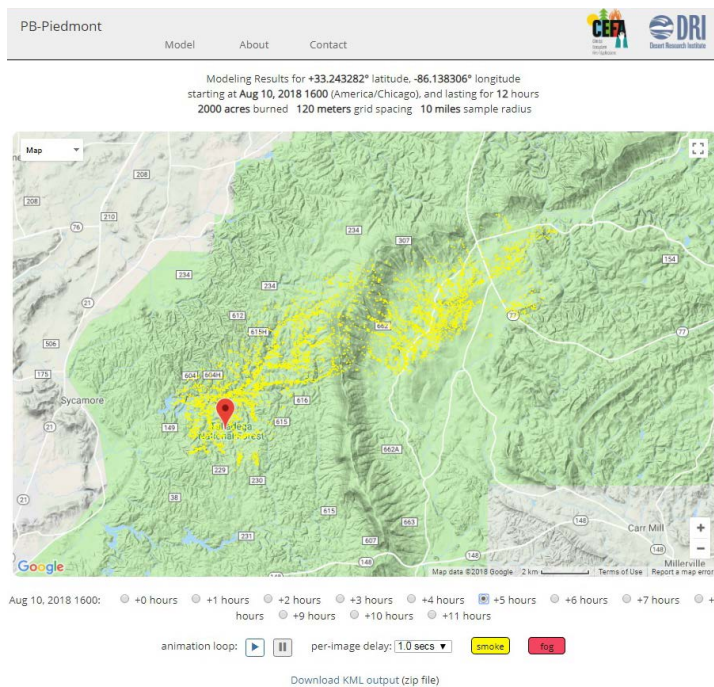 PB-Piedmont
Model About Contact
CEFA
DRI
Desert Research Institute
Modeling Results for +33.243282° latitude, -86.138306° longitude
starting at Aug 10, 2018 1600 (America/Chicago), and lasting for 12 hours
2000 acres burned 120 meters grid spacing 10 miles sample radius
Map
208
208
210
76
234
307
154
234
234
21
612
615H
662
77
506
77
175
604 604H
Sycamore
616
149
615
21
Talladega
National Forest
662A
229
230
21
38
615
663
148
231
Carr Mill
607
148
148
148
Millerville
Google
Map data ©2018 Google 2 km Terms of Use Report a map error
Aug 10, 2018 1600: +0 hours +1 hours +2 hours +3 hours +4 hours +5 hours +6 hours +7 hours +
hours +9 hours +10 hours +11 hours
animation loop: per-image delay: 1.0 secs ▼ smoke fog
Download KML output (zip file)